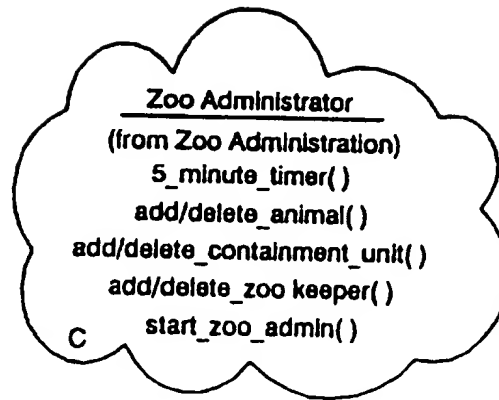 Zoo Administrator
(from Zoo Administration)
5_minute_timer( )
add/delete_animal( )
add/delete_containment_unit( )
add/delete_zoo keeper( )
start_zoo_admin( )
C